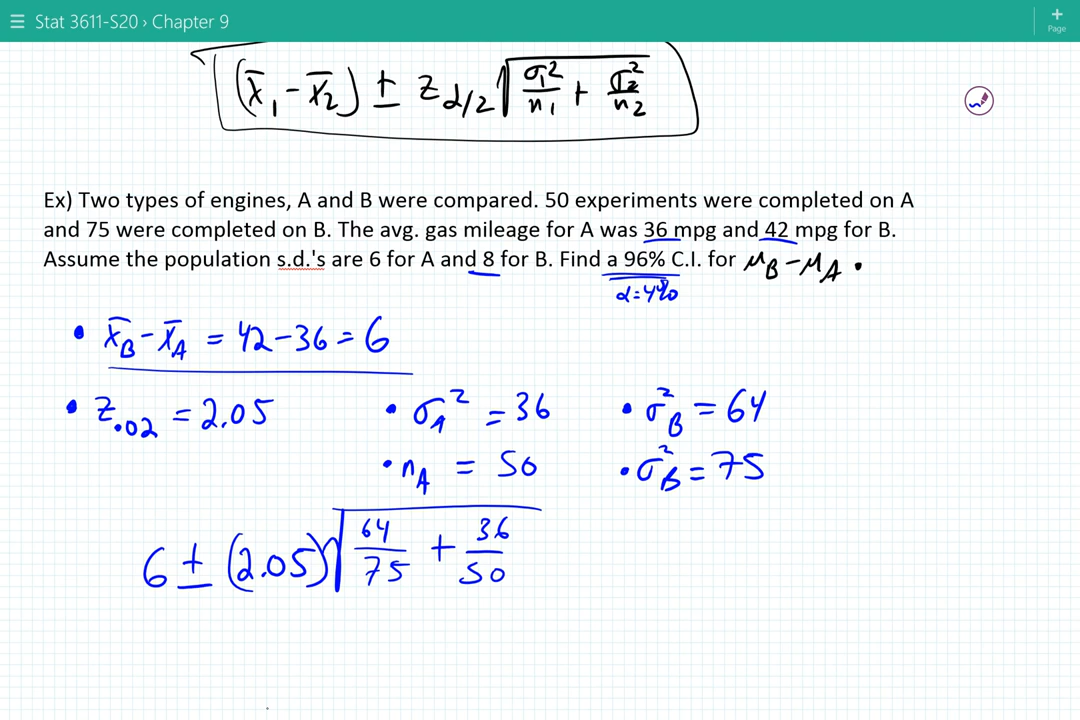 Stat 3611-S20 › Chapter 9
Page
(x̄₁ - x̄₂) ± z α/2 √(σ₁²/n₁ + σ₂²/n₂)
Ex) Two types of engines, A and B were compared. 50 experiments were completed on A
and 75 were completed on B. The avg. gas mileage for A was 36 mpg and 42 mpg for B.
Assume the population s.d.'s are 6 for A and 8 for B. Find a 96% C.I. for μB - μA.
α = 4%
• x̄B - x̄A = 42 - 36 = 6
• z.02 = 2.05 • σA² = 36 • σ²B = 64
• nA = 50 • σ²B = 75
6 ± (2.05)√(64/75 + 36/50)